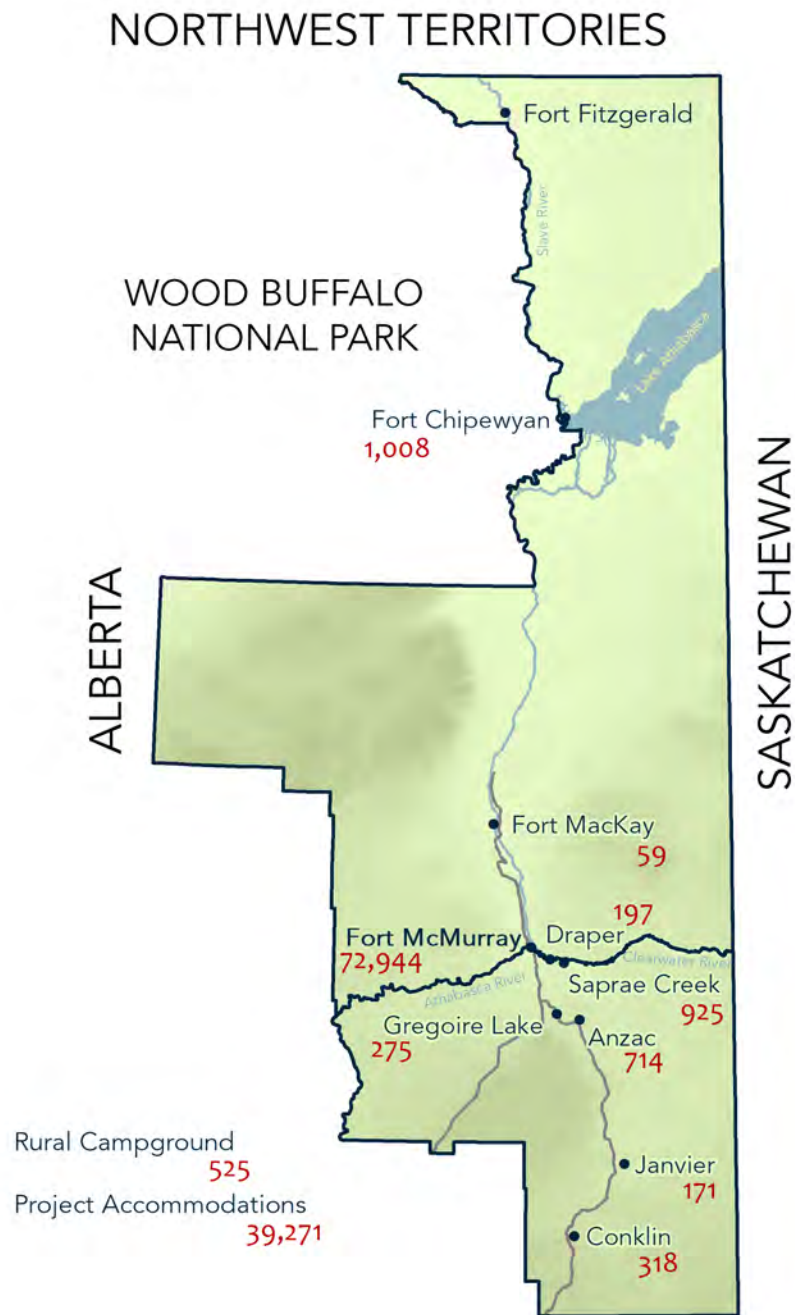 NORTHWEST TERRITORIES
Fort Fitzgerald
Slave River
WOOD BUFFALO
NATIONAL PARK
Lake Athabasca
Fort Chipewyan
1,008
ALBERTA
SASKATCHEWAN
Fort MacKay
59
197
Fort McMurray
Draper
72,944
Clearwater River
Athabasca River
Saprae Creek
925
Gregoire Lake
275
Anzac
714
Rural Campground
525
Janvier
171
Project Accommodations
39,271
Conklin
318